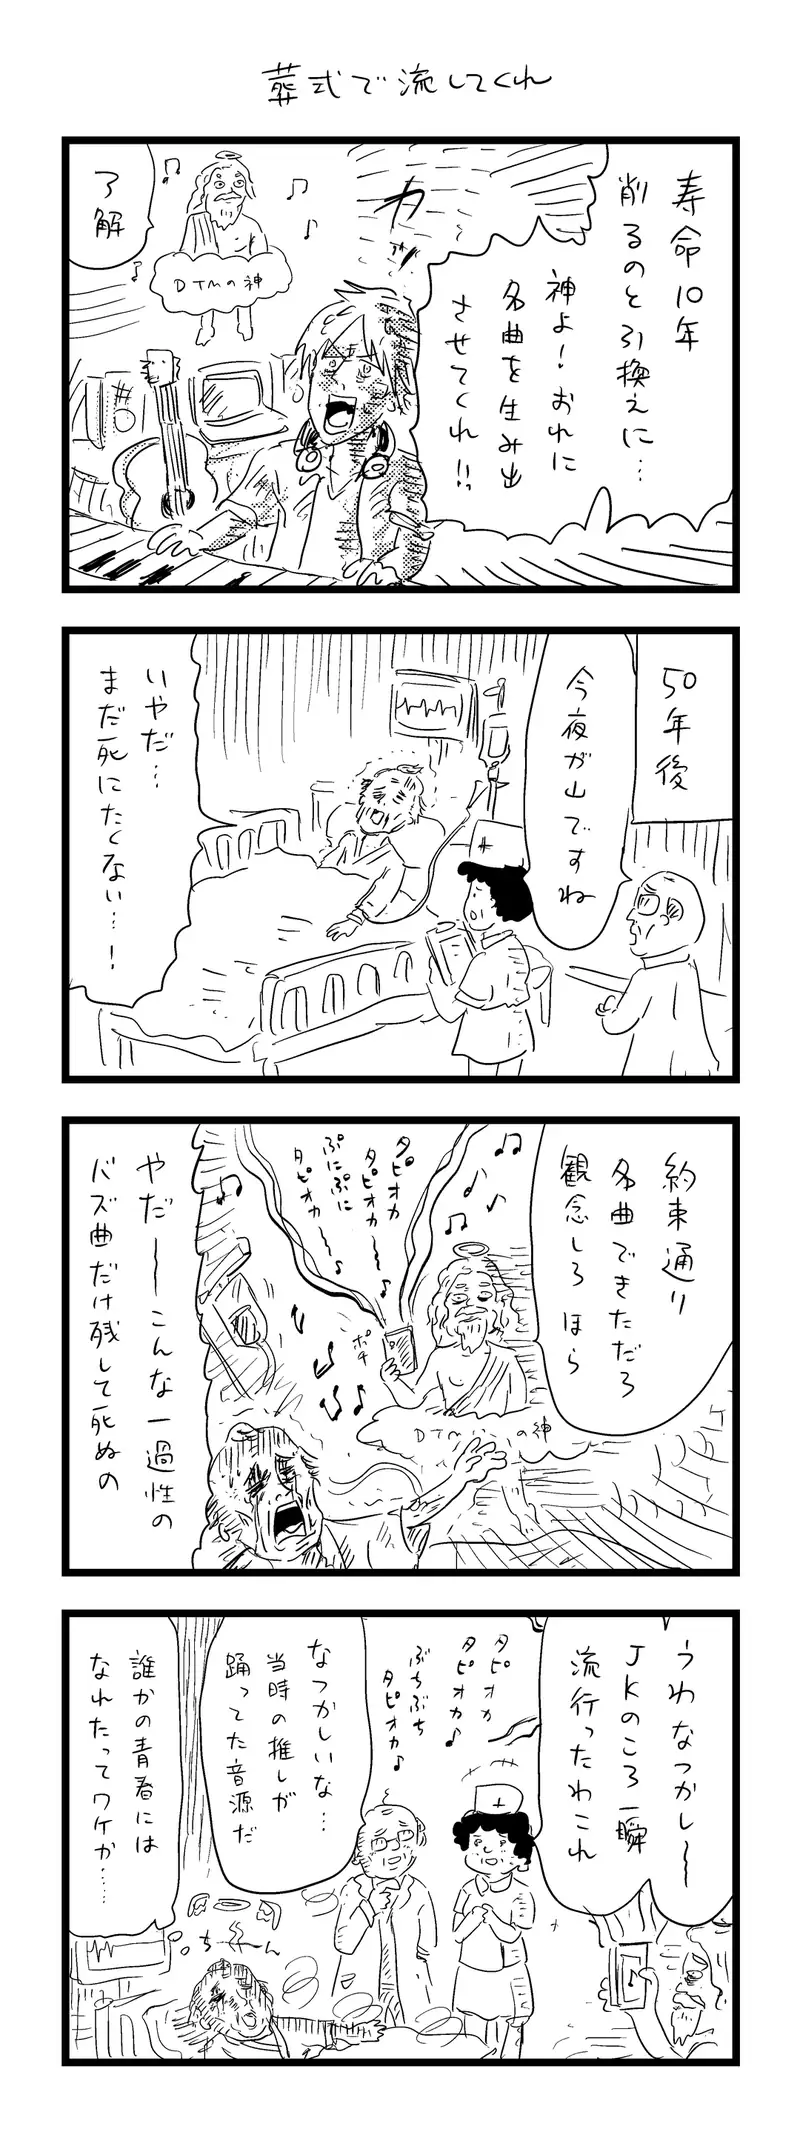 葬式で流してくれ
寿命10年
削るのと引換えに…
神よ!おれに
名曲を生み出
させてくれ!!
カッ
DTMの神
了解
50年後
今夜が山ですね
いやだ…
まだ死にたくない…!
約束通り
名曲できただろ
観念しろ ほら
タピオカ
タピオカ〜♪
ぷにぷに
タピオカ〜♪
ポチ
DTMの神
やだーこんな一過性の
バズ曲だけ残して死ぬの
うわなつかし〜
JKのころ一瞬
流行ったわこれ
タピオカ
タピオカ♪
ぷちぷち
タピオカ♪
なつかしいな…
当時の推しが
踊ってた音源だ
誰かの青春には
なれたってワケか……
ちーん